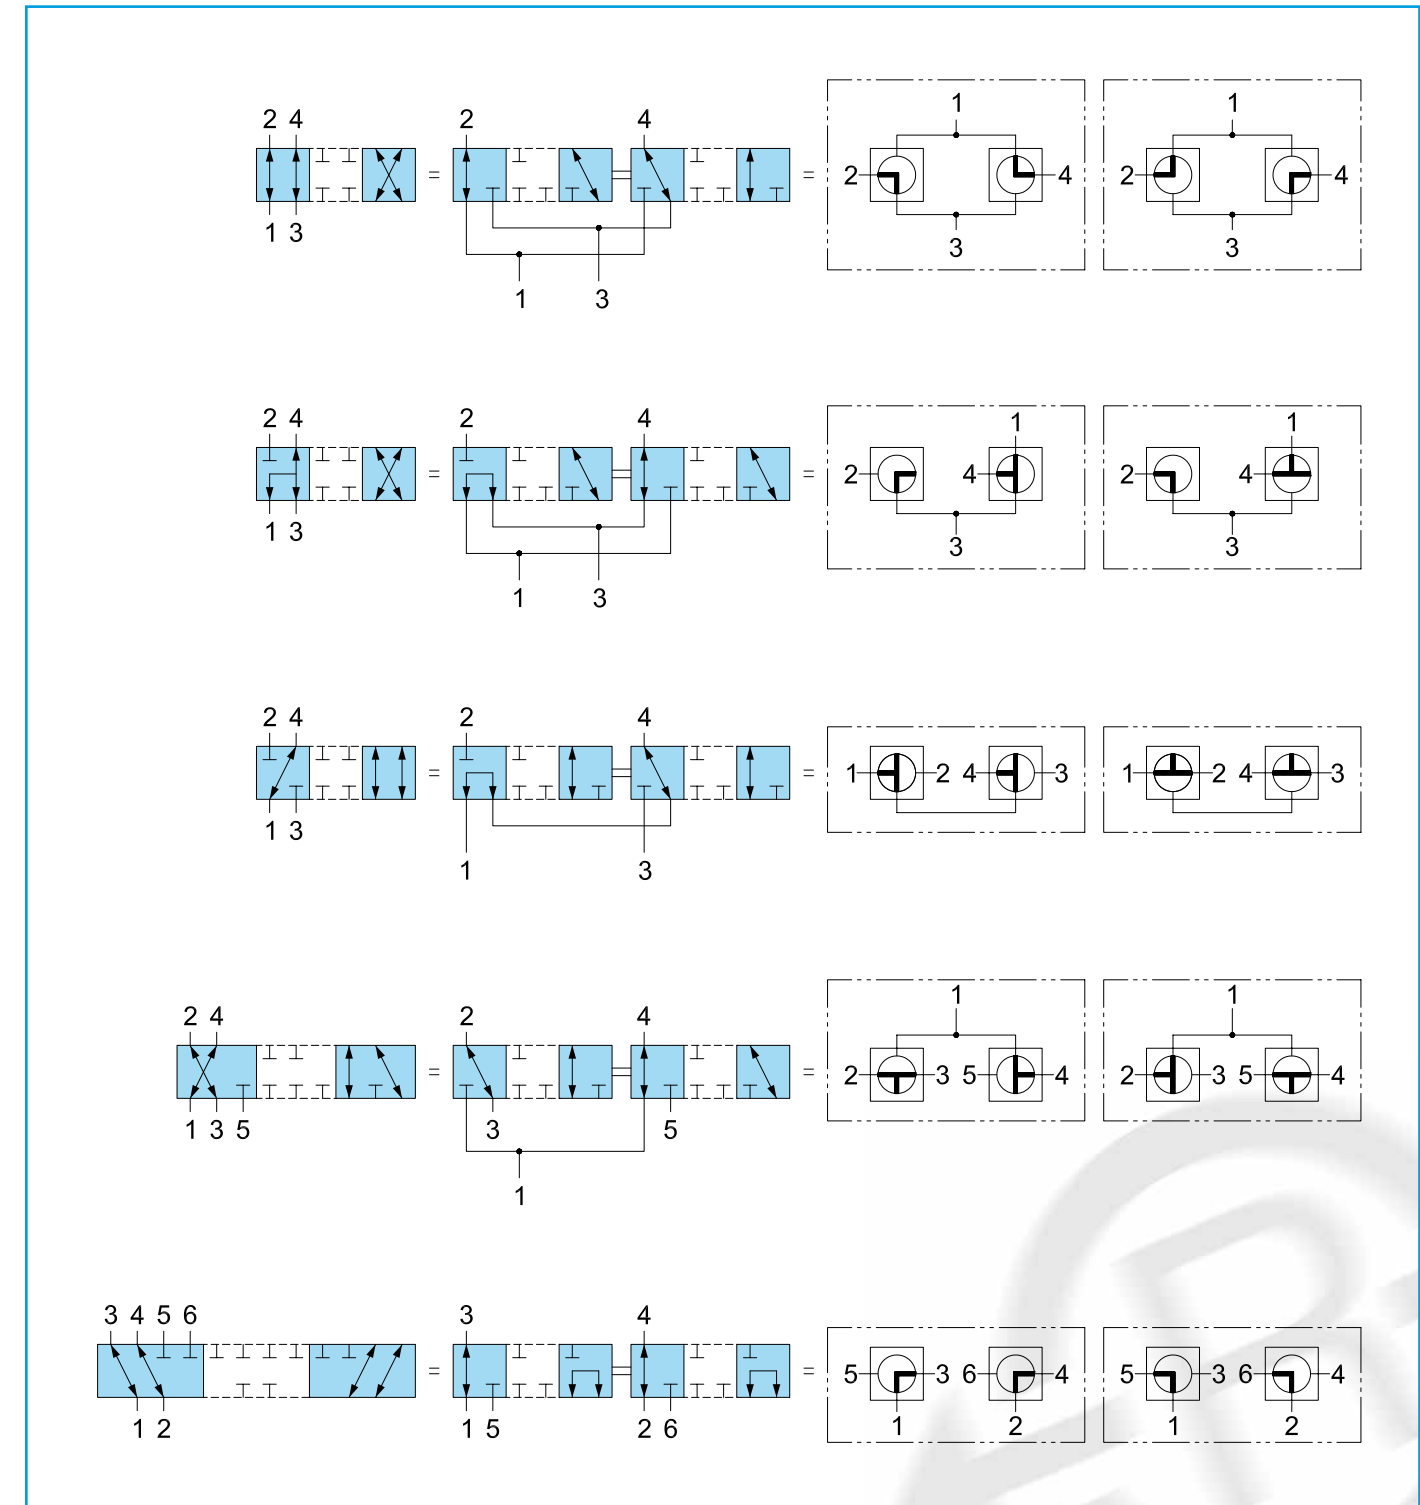 2 4 2 4 1 1
= = 2 4 2 4
1 3 3 3
1 3
2 4 2 4 1 1
= = 2 4 2 4
1 3 3 3
1 3
2 4 2 4
= = 1 2 4 3 1 2 4 3
1 3
1 3
2 4 2 4 1 1
= = 2 3 5 4 2 3 5 4
1 3 5 3 5
1
3 4 5 6 3 4
= = 5 3 6 4 5 3 6 4
1 2 1 5 2 6 1 2 1 2